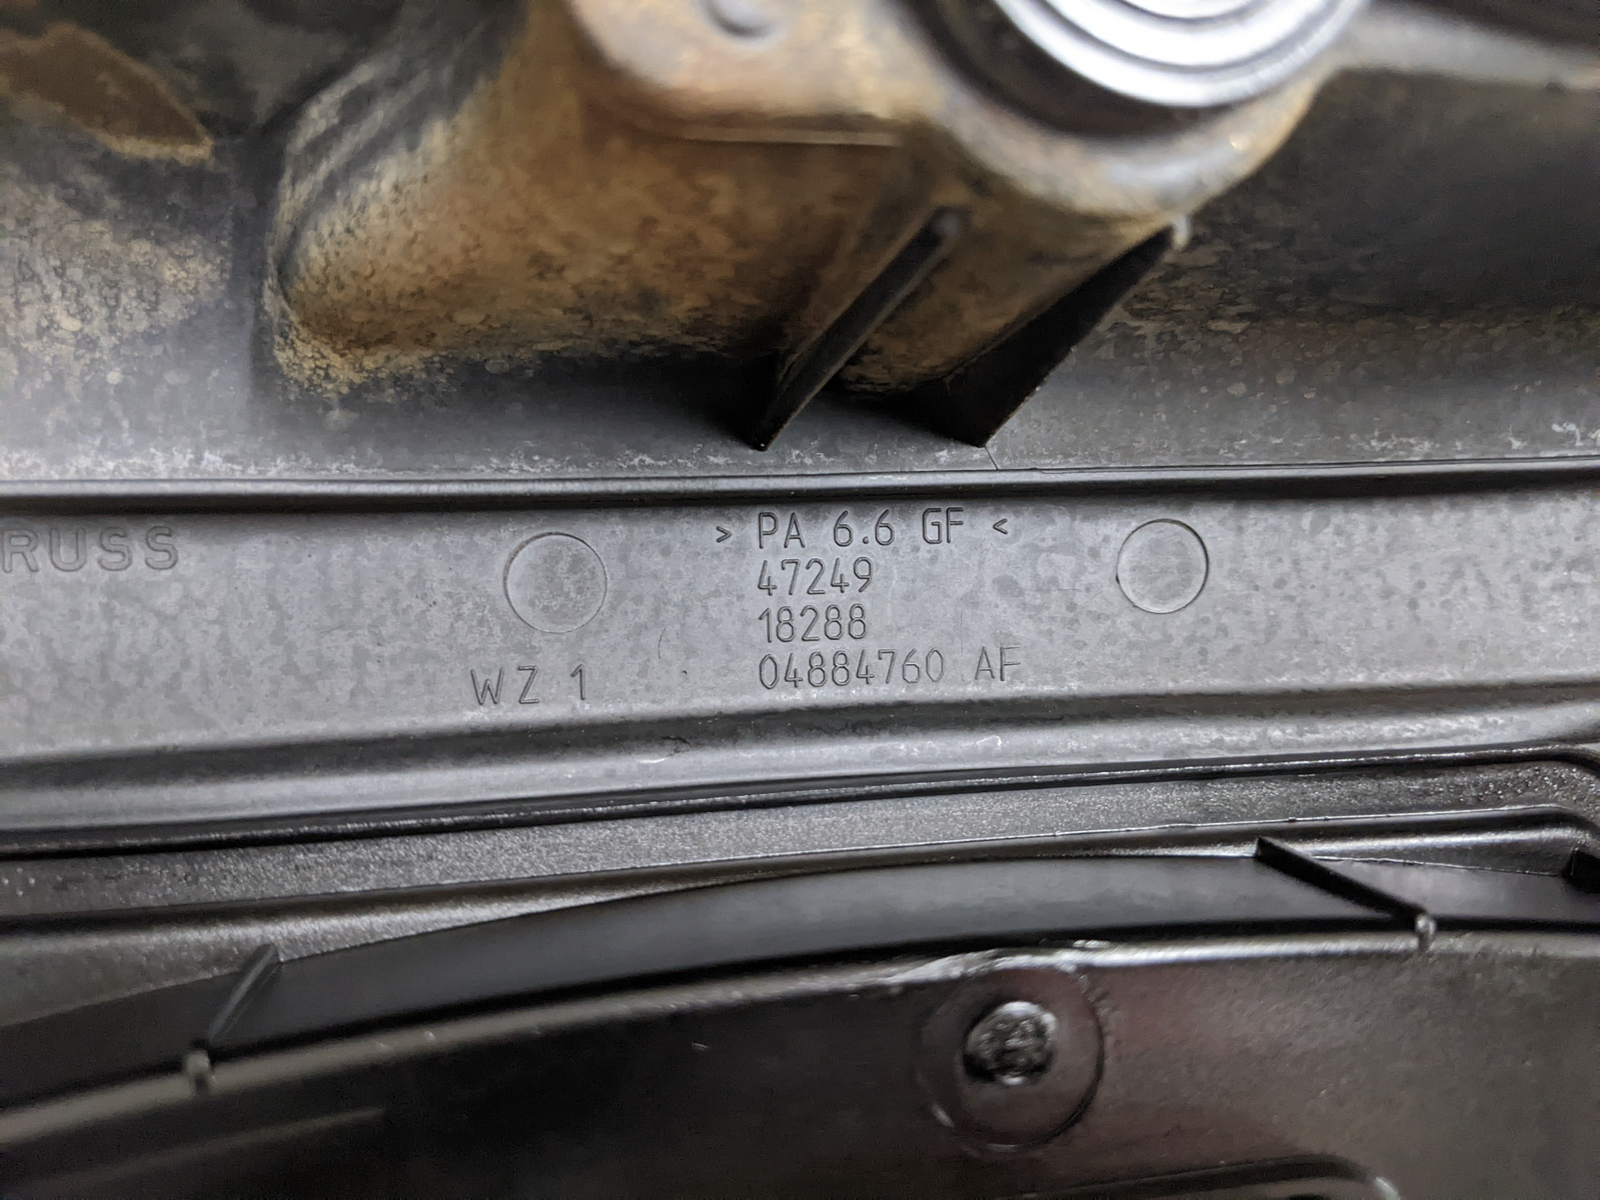 RUSS
> PA 6.6 GF <
47249
18288
04884760 AF
WZ 1